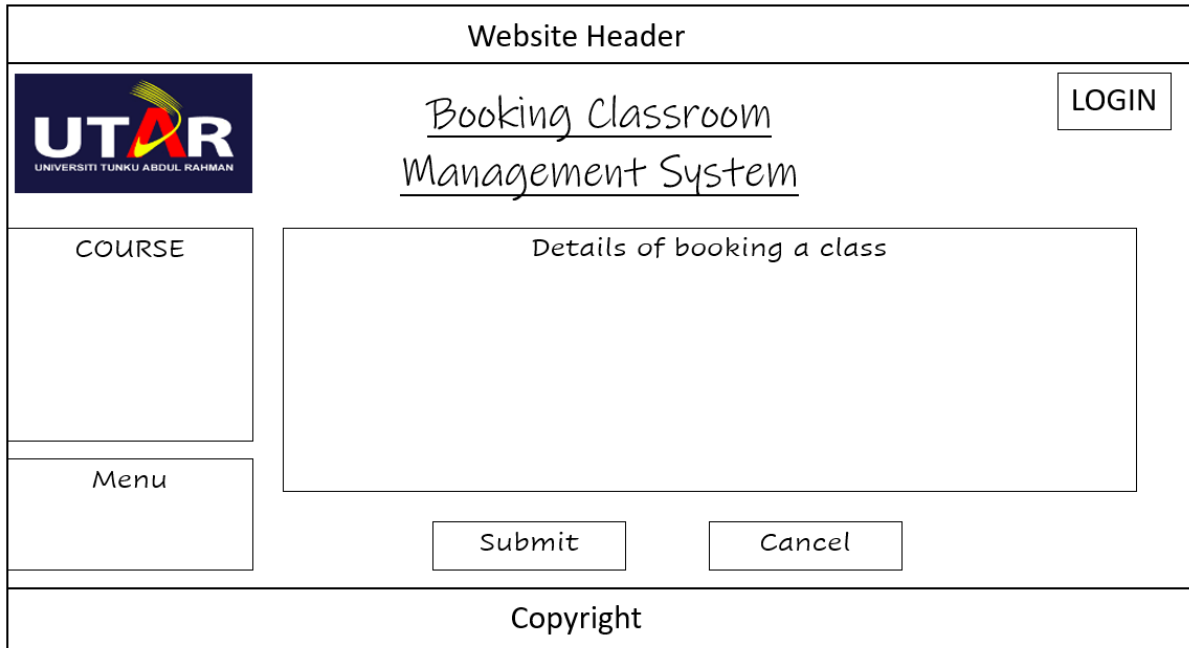 Website Header
UTAR
UNIVERSITI TUNKU ABDUL RAHMAN
Booking Classroom
Management System
LOGIN
COURSE
Details of booking a class
Menu
Submit
Cancel
Copyright